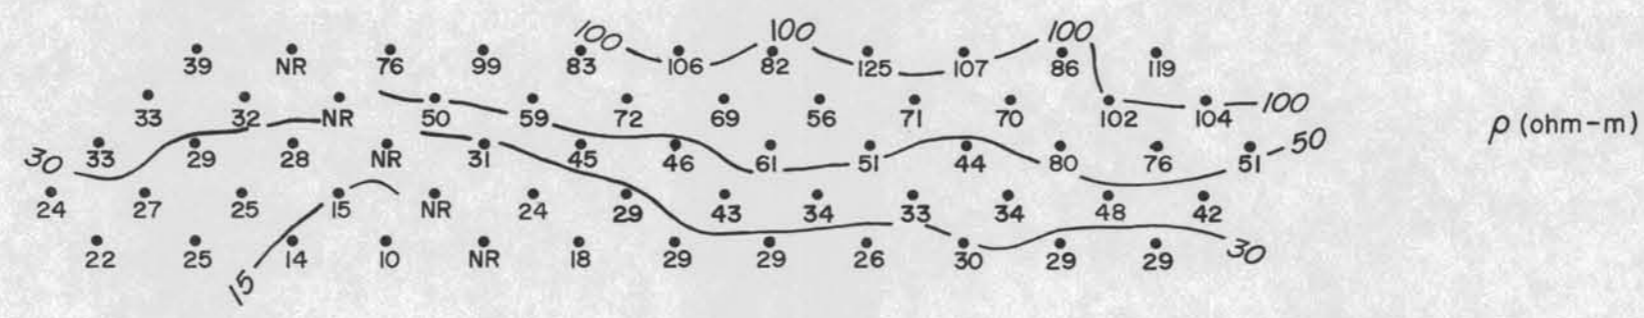 100 100 100
39 NR 76 99 83 106 82 125 107 86 119
33 32 NR 50 59 72 69 56 71 70 102 104 100
ρ (ohm-m)
30 33 29 28 NR 31 45 46 61 51 44 80 76 51 50
24 27 25 15 NR 24 29 43 34 33 34 48 42
22 25 14 10 NR 18 29 29 26 30 29 29 30
15